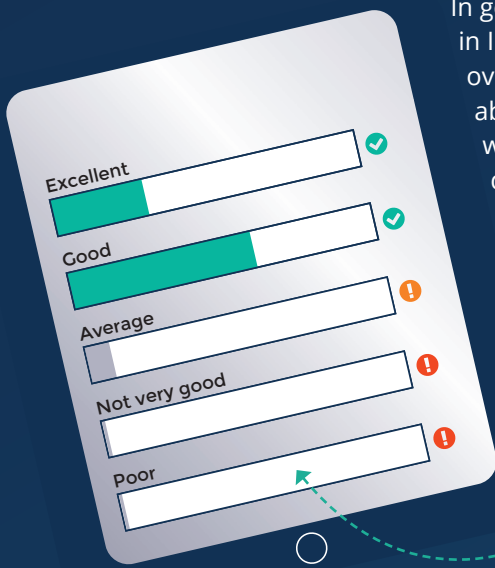 In g
in
ov
ab
w
Excellent
Good
Average
Not very good
Poor